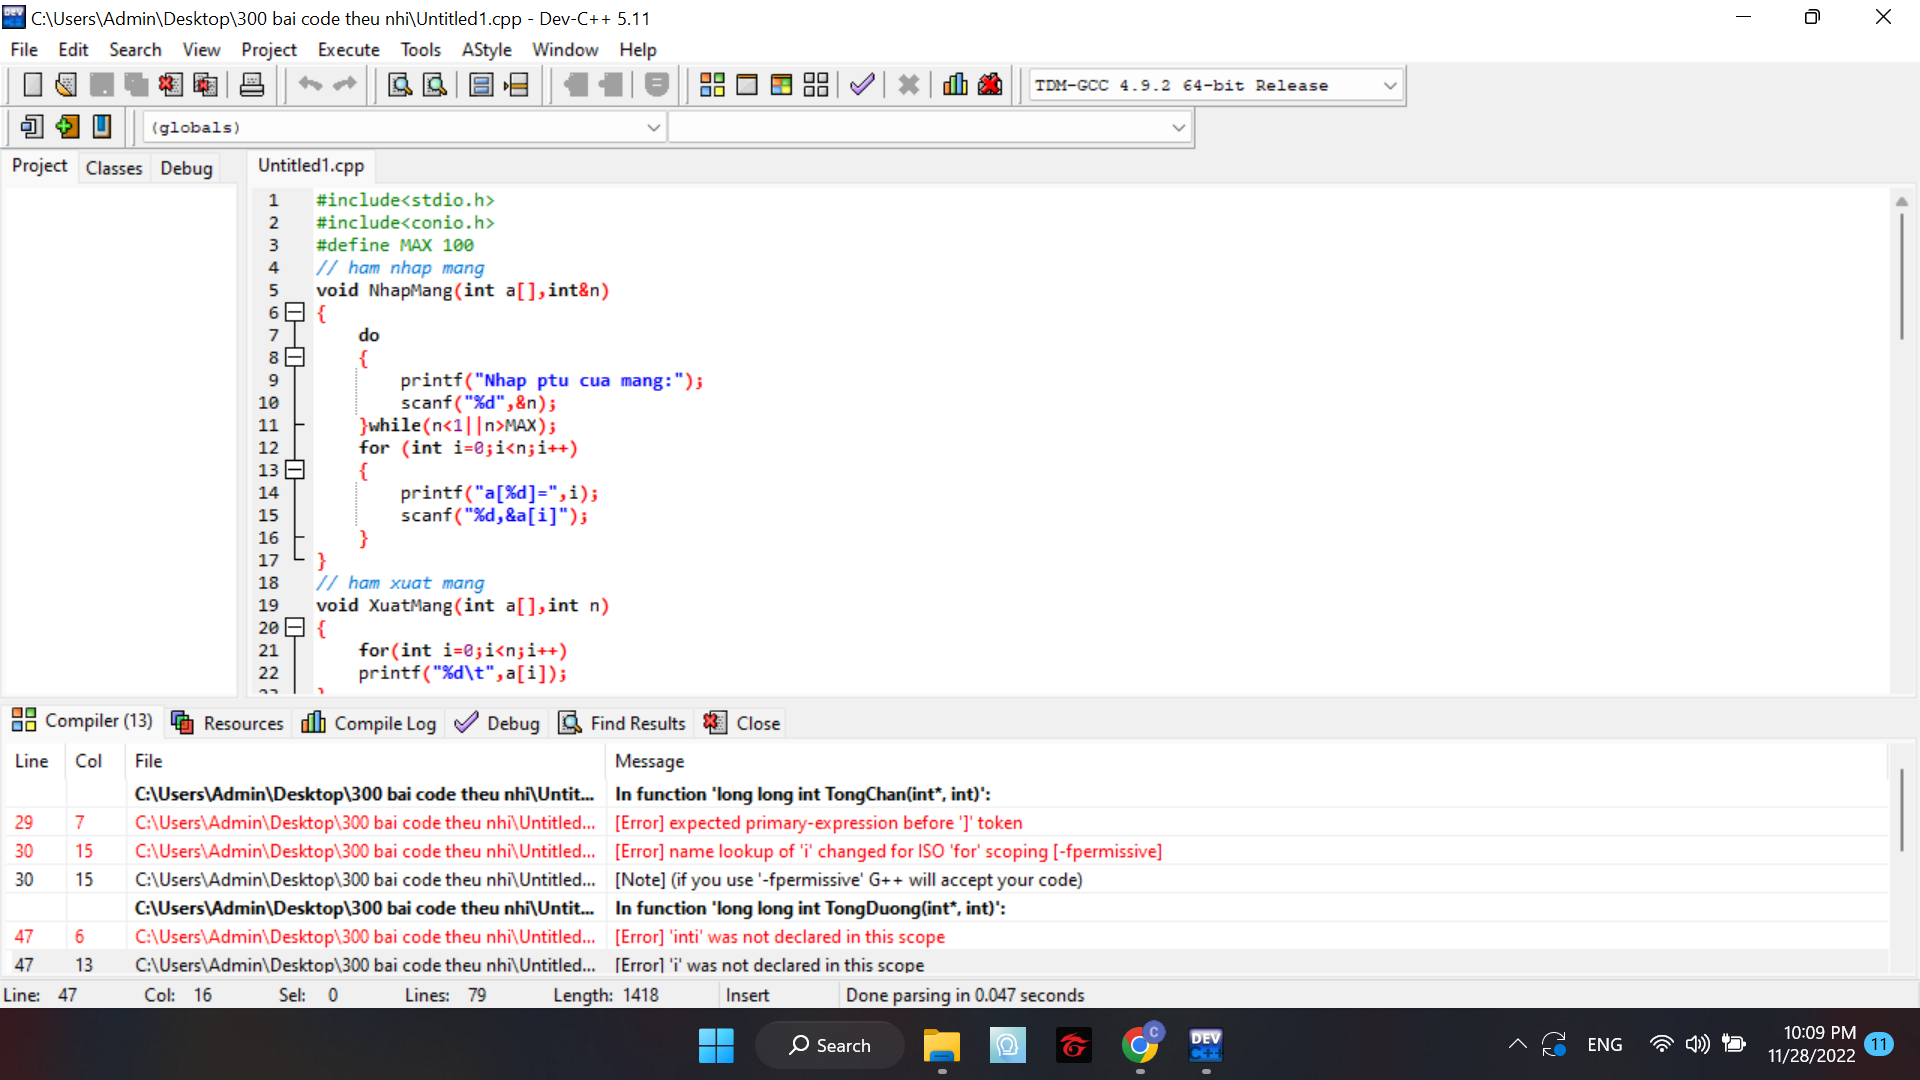 C:\Users\Admin\Desktop\300 bai code theu nhi\Untitled1.cpp - Dev-C++ 5.11
File Edit Search View Project Execute Tools AStyle Window Help
TDM-GCC 4.9.2 64-bit Release
(globals)
Project Classes Debug Untitled1.cpp
1 #include<stdio.h>
2 #include<conio.h>
3 #define MAX 100
4 // ham nhap mang
5 void NhapMang(int a[],int&n)
6 {
7 do
8 {
9 printf("Nhap ptu cua mang:");
10 scanf("%d",&n);
11 }while(n<1||n>MAX);
12 for (int i=0;i<n;i++)
13 {
14 printf("a[%d]=",i);
15 scanf("%d,&a[i]");
16 }
17 }
18 // ham xuat mang
19 void XuatMang(int a[],int n)
20 {
21 for(int i=0;i<n;i++)
22 printf("%d\t",a[i]);
Compiler (13) Resources Compile Log Debug Find Results Close
Line Col File Message
C:\Users\Admin\Desktop\300 bai code theu nhi\Untit... In function 'long long int TongChan(int*, int)':
29 7 C:\Users\Admin\Desktop\300 bai code theu nhi\Untitled... [Error] expected primary-expression before ']' token
30 15 C:\Users\Admin\Desktop\300 bai code theu nhi\Untitled... [Error] name lookup of 'i' changed for ISO 'for' scoping [-fpermissive]
30 15 C:\Users\Admin\Desktop\300 bai code theu nhi\Untitled... [Note] (if you use '-fpermissive' G++ will accept your code)
C:\Users\Admin\Desktop\300 bai code theu nhi\Untit... In function 'long long int TongDuong(int*, int)':
47 6 C:\Users\Admin\Desktop\300 bai code theu nhi\Untitled... [Error] 'inti' was not declared in this scope
47 13 C:\Users\Admin\Desktop\300 bai code theu nhi\Untitled... [Error] 'i' was not declared in this scope
Line: 47 Col: 16 Sel: 0 Lines: 79 Length: 1418 Insert Done parsing in 0.047 seconds
Search
C
DEV
C++
ENG
10:09 PM
11/28/2022
11